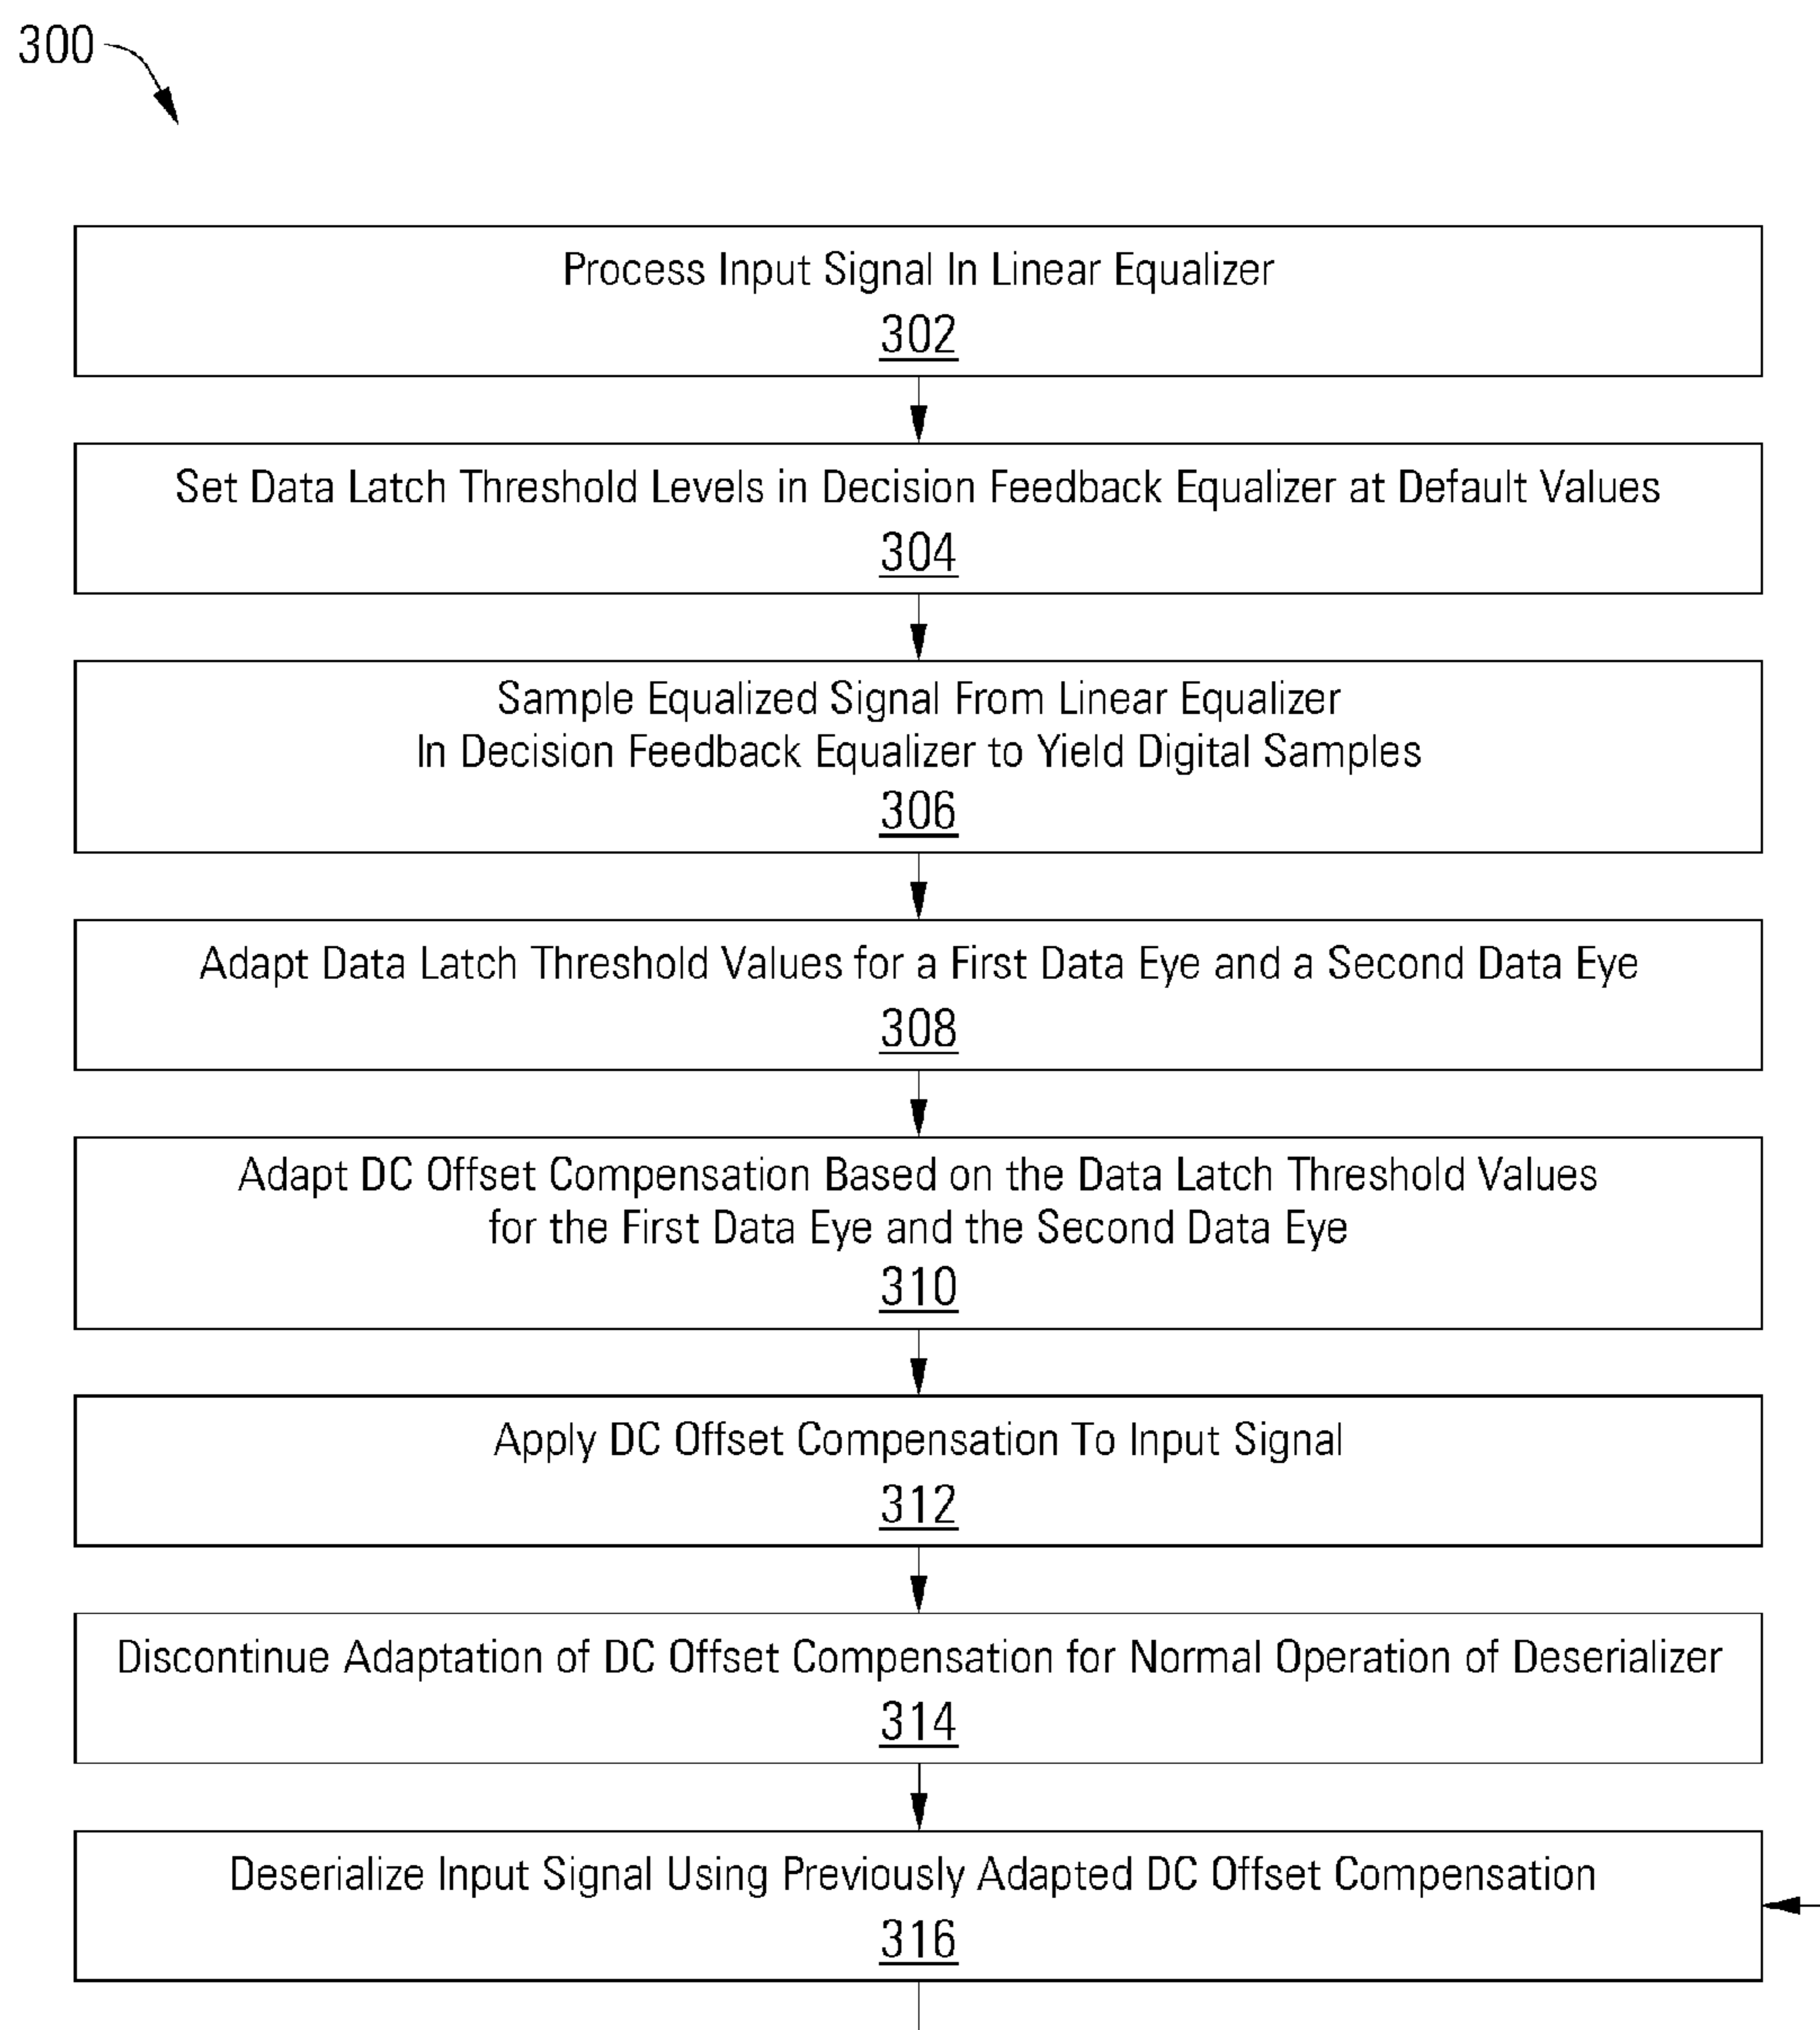 300
Process Input Signal In Linear Equalizer
302
Set Data Latch Threshold Levels in Decision Feedback Equalizer at Default Values
304
Sample Equalized Signal From Linear Equalizer
In Decision Feedback Equalizer to Yield Digital Samples
306
Adapt Data Latch Threshold Values for a First Data Eye and a Second Data Eye
308
Adapt DC Offset Compensation Based on the Data Latch Threshold Values
for the First Data Eye and the Second Data Eye
310
Apply DC Offset Compensation To Input Signal
312
Discontinue Adaptation of DC Offset Compensation for Normal Operation of Deserializer
314
Deserialize Input Signal Using Previously Adapted DC Offset Compensation
316